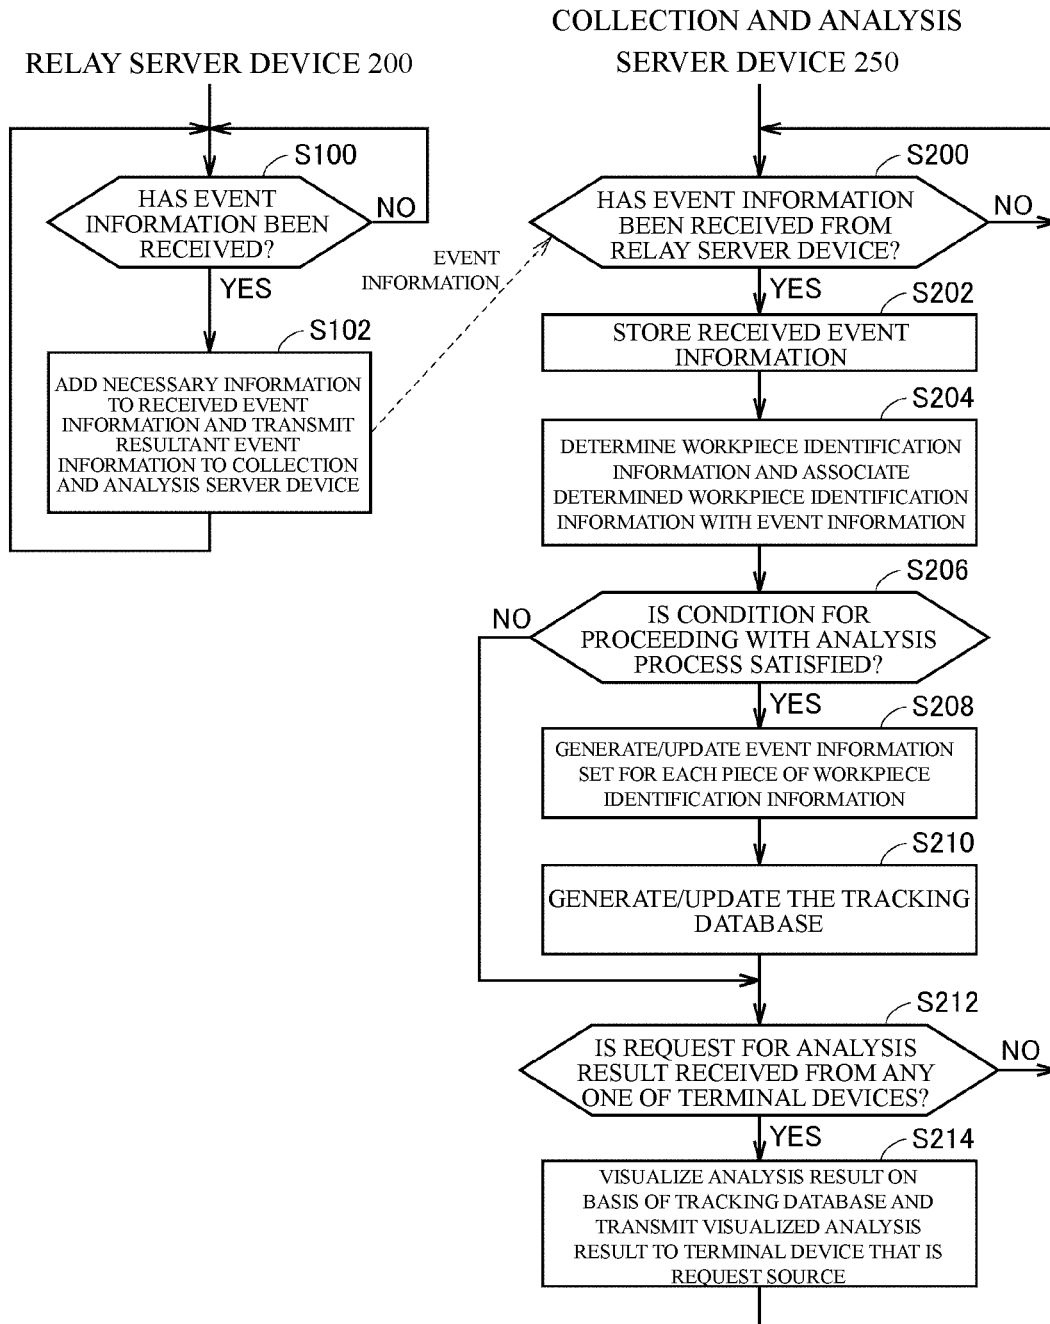 RELAY SERVER DEVICE 200
S100
HAS EVENT
INFORMATION BEEN
RECEIVED?
NO
YES
S102
ADD NECESSARY INFORMATION
TO RECEIVED EVENT
INFORMATION AND TRANSMIT
RESULTANT EVENT
INFORMATION TO COLLECTION
AND ANALYSIS SERVER DEVICE
EVENT
INFORMATION
COLLECTION AND ANALYSIS
SERVER DEVICE 250
S200
HAS EVENT INFORMATION
BEEN RECEIVED FROM
RELAY SERVER DEVICE?
NO
YES
S202
STORE RECEIVED EVENT
INFORMATION
S204
DETERMINE WORKPIECE IDENTIFICATION
INFORMATION AND ASSOCIATE
DETERMINED WORKPIECE IDENTIFICATION
INFORMATION WITH EVENT INFORMATION
S206
IS CONDITION FOR
PROCEEDING WITH ANALYSIS
PROCESS SATISFIED?
NO
YES
S208
GENERATE/UPDATE EVENT INFORMATION
SET FOR EACH PIECE OF WORKPIECE
IDENTIFICATION INFORMATION
S210
GENERATE/UPDATE THE TRACKING
DATABASE
S212
IS REQUEST FOR ANALYSIS
RESULT RECEIVED FROM ANY
ONE OF TERMINAL DEVICES?
NO
YES
S214
VISUALIZE ANALYSIS RESULT ON
BASIS OF TRACKING DATABASE AND
TRANSMIT VISUALIZED ANALYSIS
RESULT TO TERMINAL DEVICE THAT IS
REQUEST SOURCE